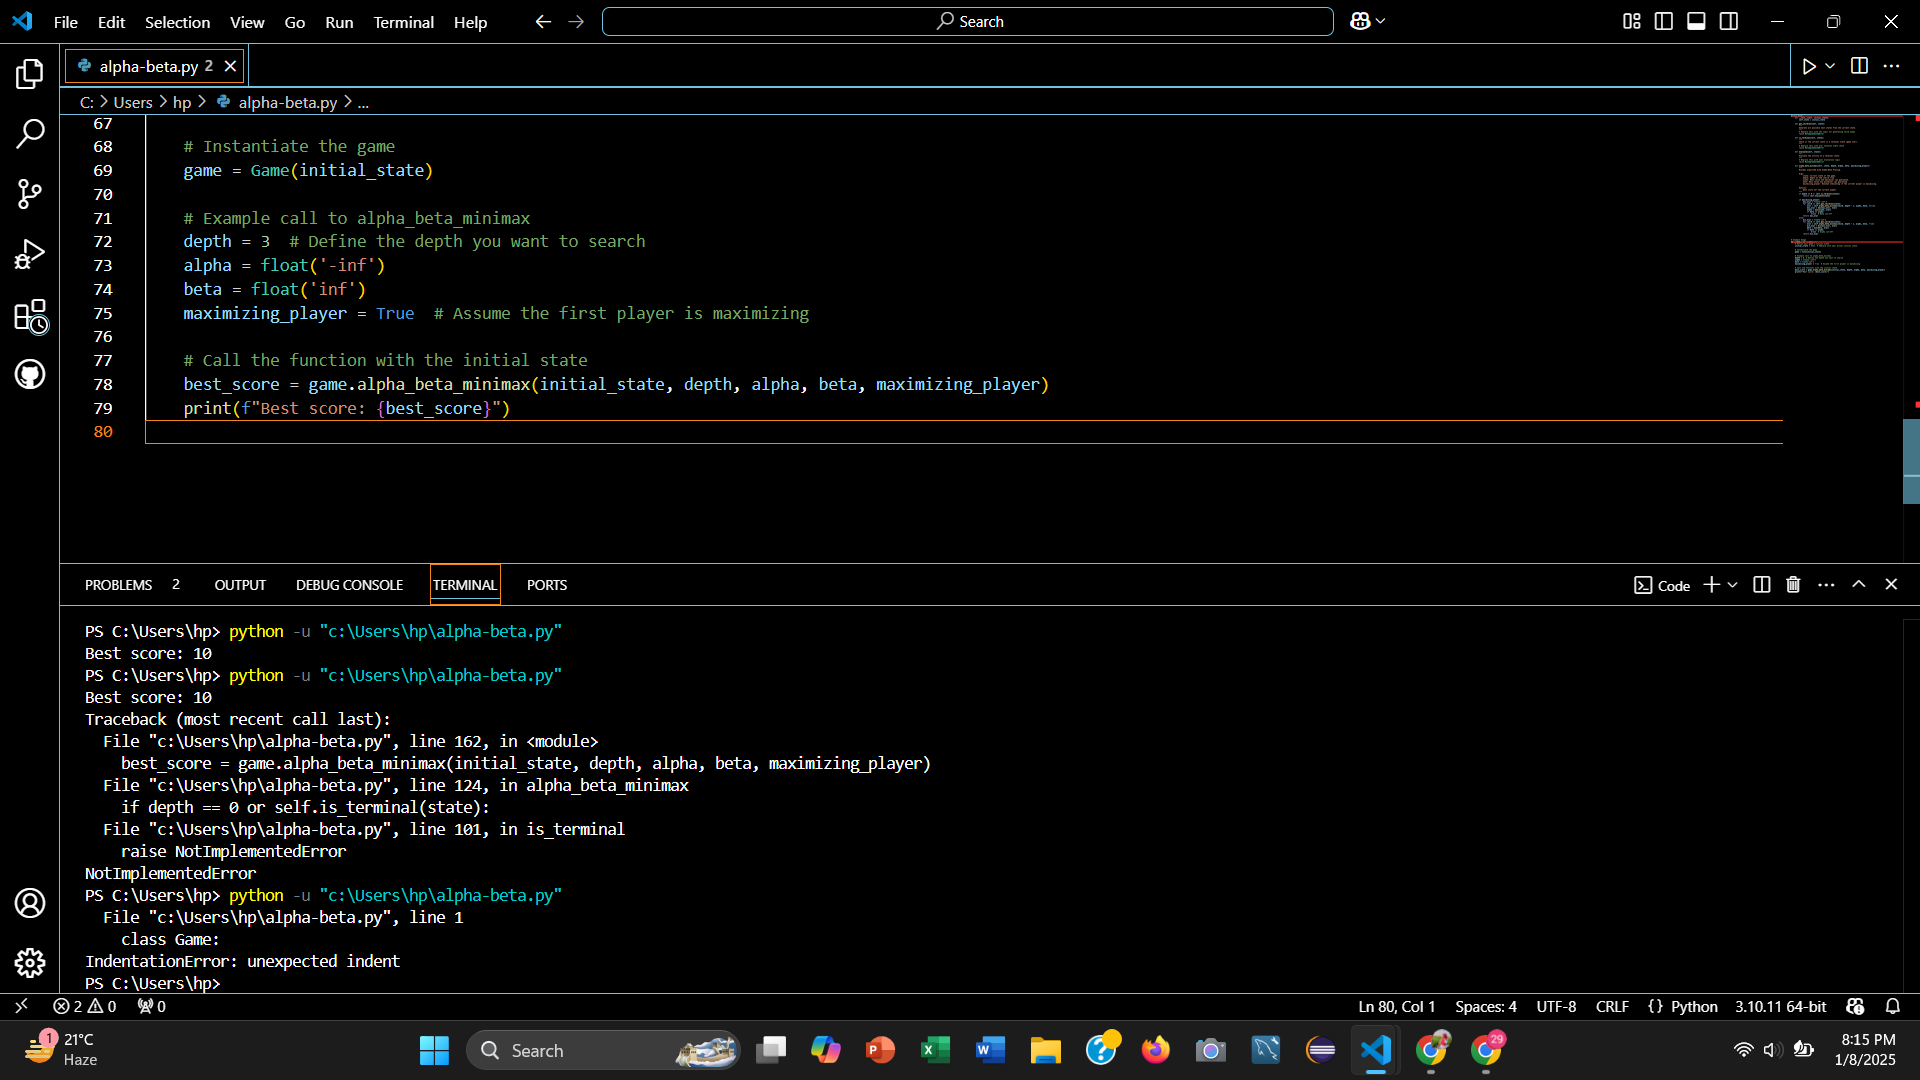 File Edit Selection View Go Run Terminal Help Search
alpha-beta.py 2
C: > Users > hp > alpha-beta.py > ...
67
68 # Instantiate the game
69 game = Game(initial_state)
70
71 # Example call to alpha_beta_minimax
72 depth = 3  # Define the depth you want to search
73 alpha = float('-inf')
74 beta = float('inf')
75 maximizing_player = True  # Assume the first player is maximizing
76
77 # Call the function with the initial state
78 best_score = game.alpha_beta_minimax(initial_state, depth, alpha, beta, maximizing_player)
79 print(f"Best score: {best_score}")
80
PROBLEMS 2 OUTPUT DEBUG CONSOLE TERMINAL PORTS Code
PS C:\Users\hp> python -u "c:\Users\hp\alpha-beta.py"
Best score: 10
PS C:\Users\hp> python -u "c:\Users\hp\alpha-beta.py"
Best score: 10
Traceback (most recent call last):
  File "c:\Users\hp\alpha-beta.py", line 162, in <module>
    best_score = game.alpha_beta_minimax(initial_state, depth, alpha, beta, maximizing_player)
  File "c:\Users\hp\alpha-beta.py", line 124, in alpha_beta_minimax
    if depth == 0 or self.is_terminal(state):
  File "c:\Users\hp\alpha-beta.py", line 101, in is_terminal
    raise NotImplementedError
NotImplementedError
PS C:\Users\hp> python -u "c:\Users\hp\alpha-beta.py"
  File "c:\Users\hp\alpha-beta.py", line 1
    class Game:
IndentationError: unexpected indent
PS C:\Users\hp>
2 0 0 Ln 80, Col 1 Spaces: 4 UTF-8 CRLF {} Python 3.10.11 64-bit
1 21°C Search 29 8:15 PM
Haze 1/8/2025